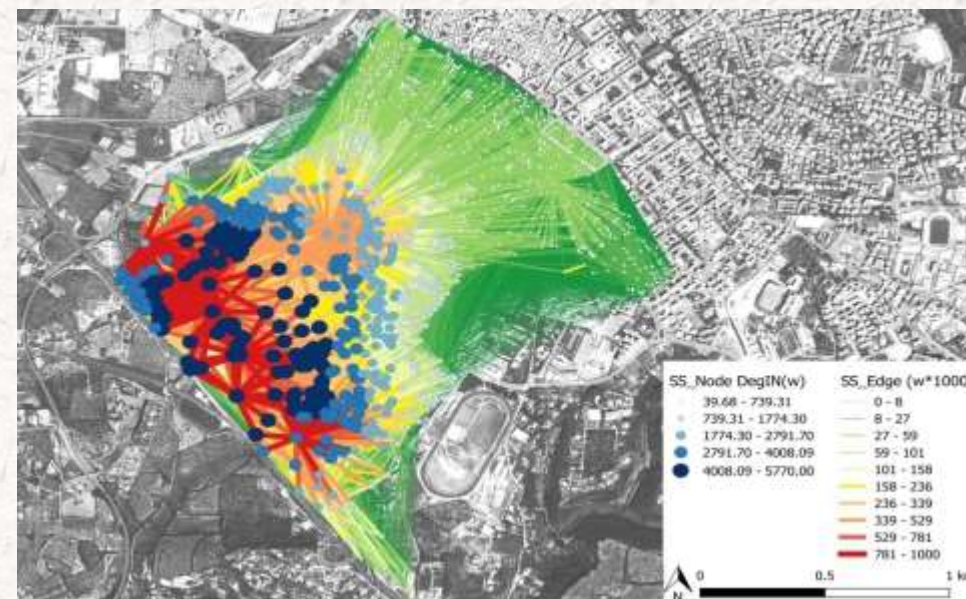 SS_Node DegIN(w)
39.68 - 739.31
739.31 - 1774.30
1774.30 - 2791.70
2791.70 - 4008.09
4008.09 - 5770.00
SS_Edge (w*1000
0 - 8
8 - 27
27 - 59
59 - 101
101 - 158
158 - 236
236 - 339
339 - 529
529 - 781
781 - 1000
N
0 0.5 1 k